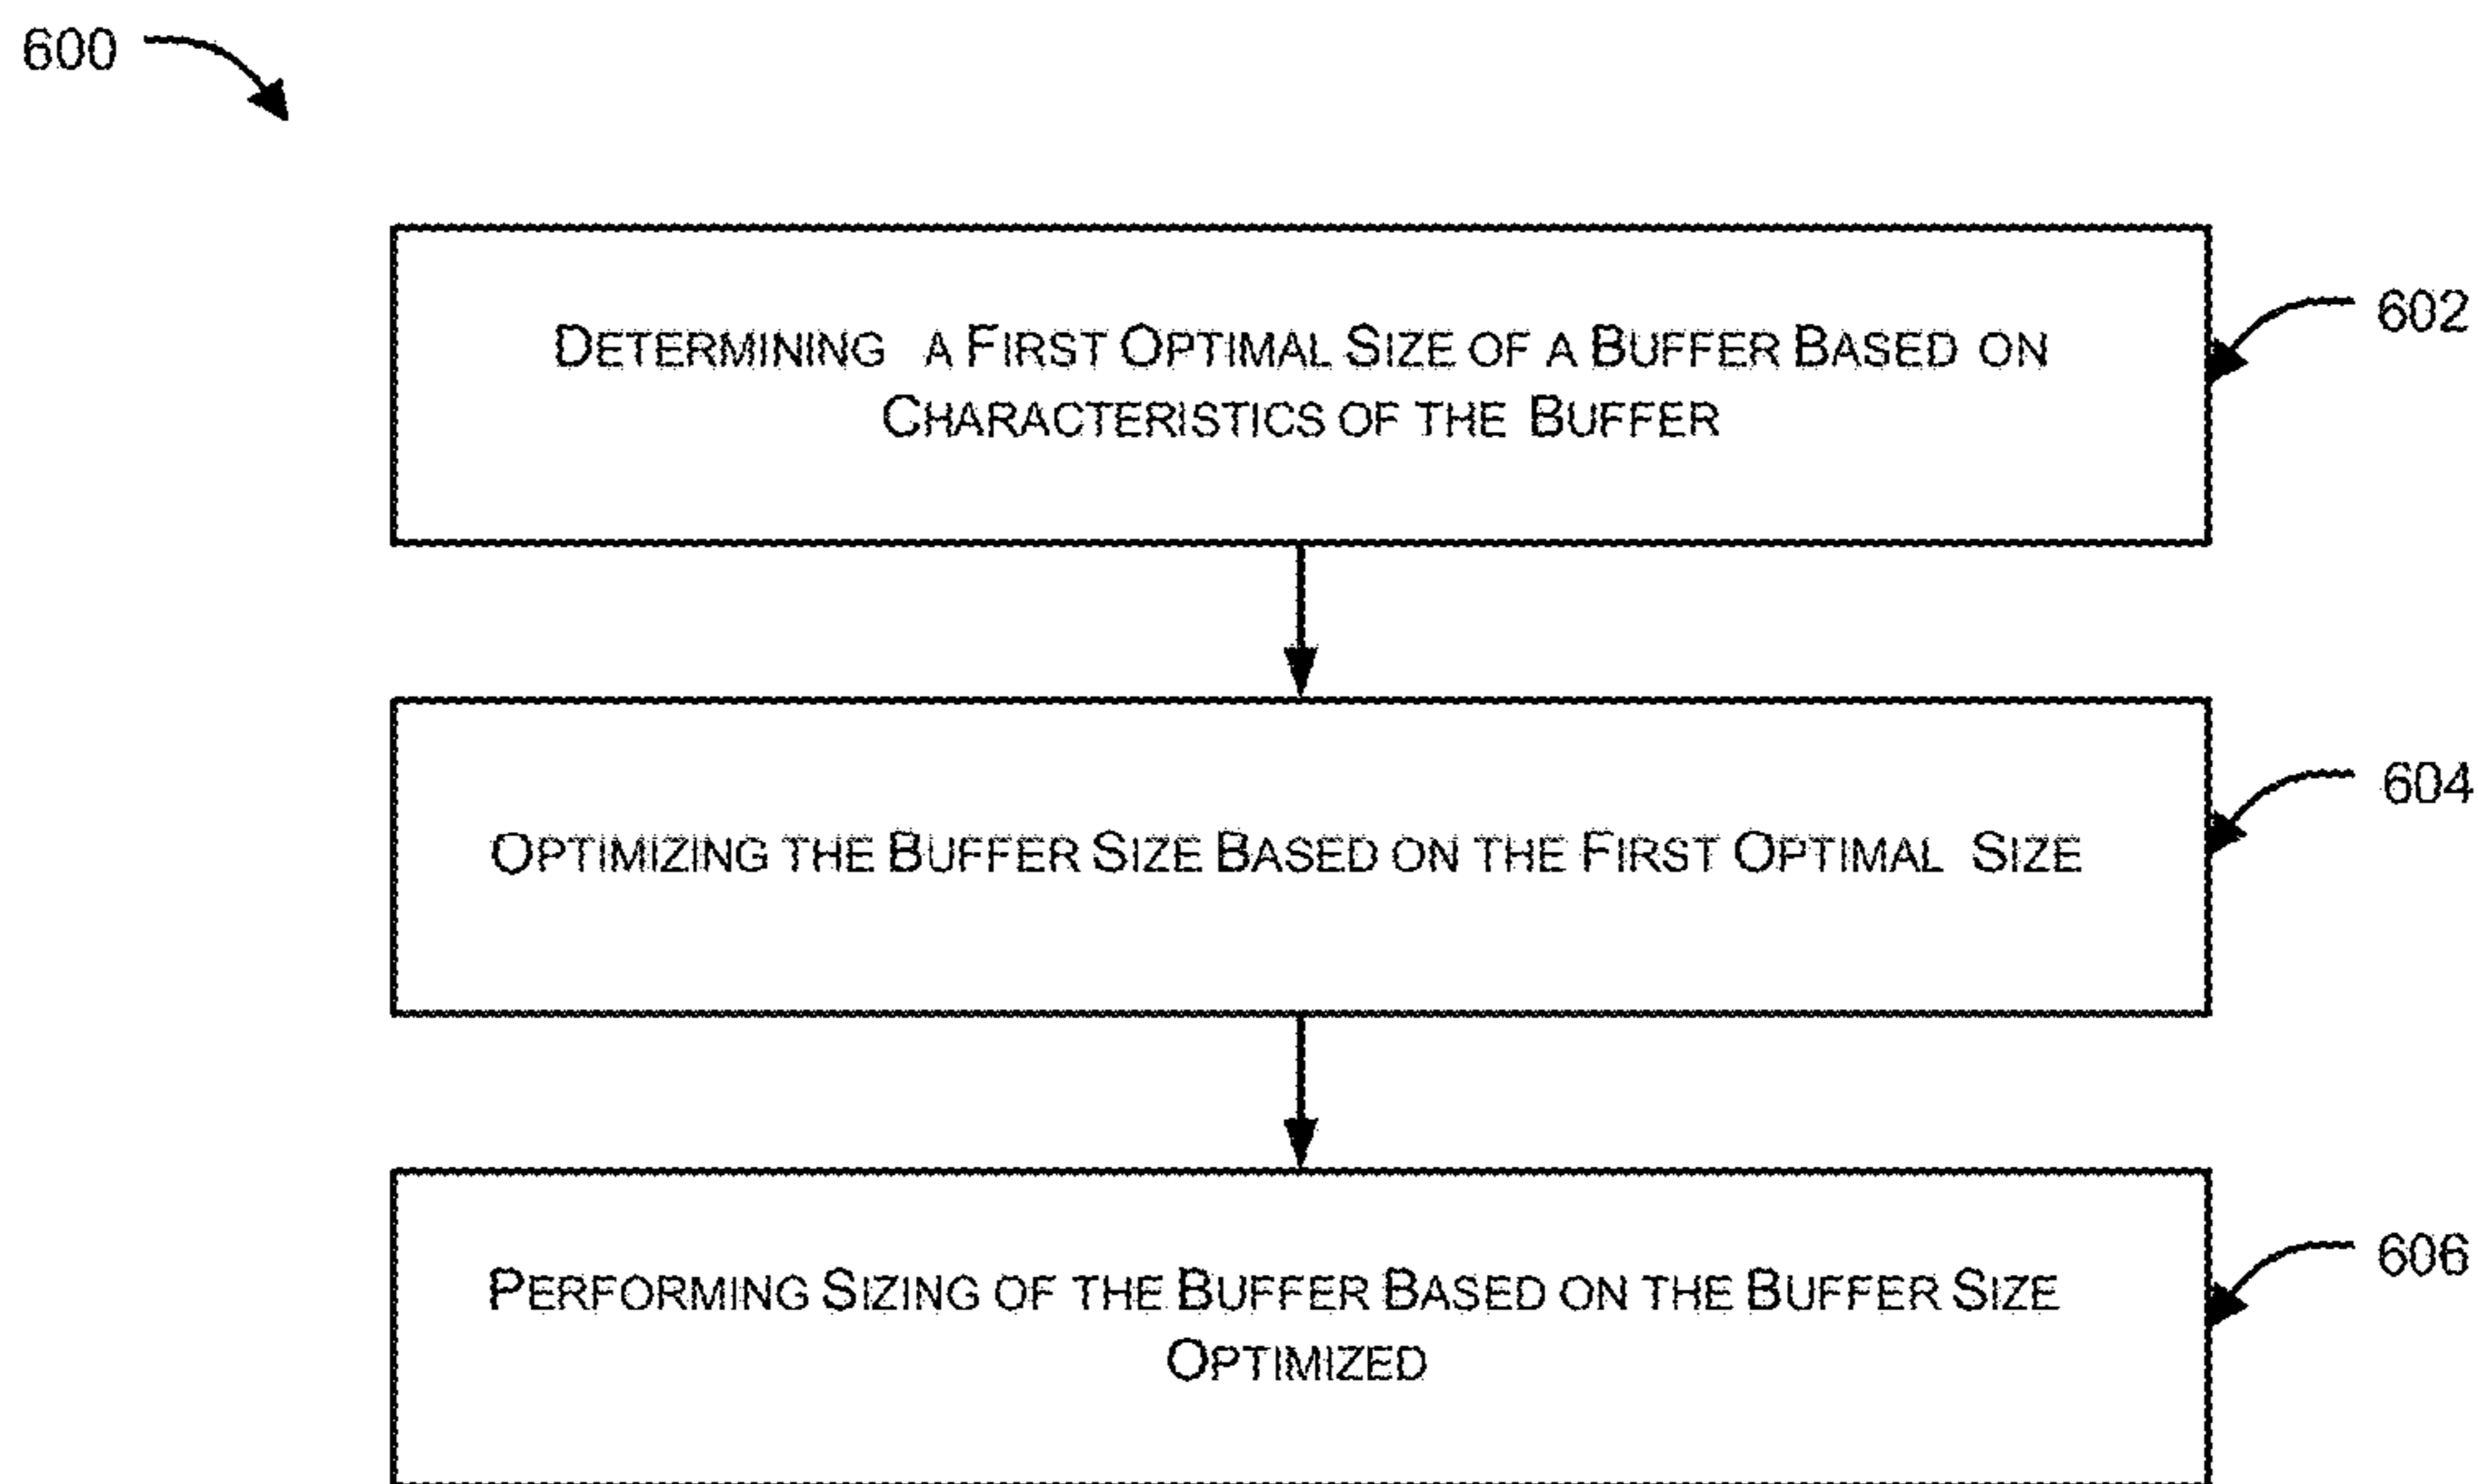 600
DETERMINING A FIRST OPTIMAL SIZE OF A BUFFER BASED ON
CHARACTERISTICS OF THE BUFFER
602
OPTIMIZING THE BUFFER SIZE BASED ON THE FIRST OPTIMAL SIZE
604
PERFORMING SIZING OF THE BUFFER BASED ON THE BUFFER SIZE
OPTIMIZED
606